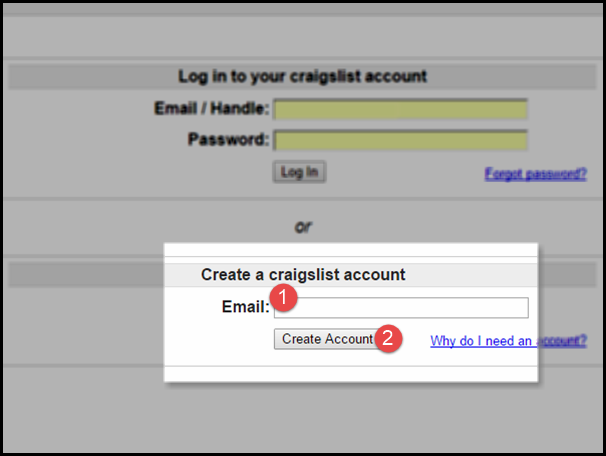 Log in to your craigslist account
Email / Handle:
Password:
Log In Forgot password?
or
Create a craigslist account
Email: 1
Create Account 2 Why do I need an account?